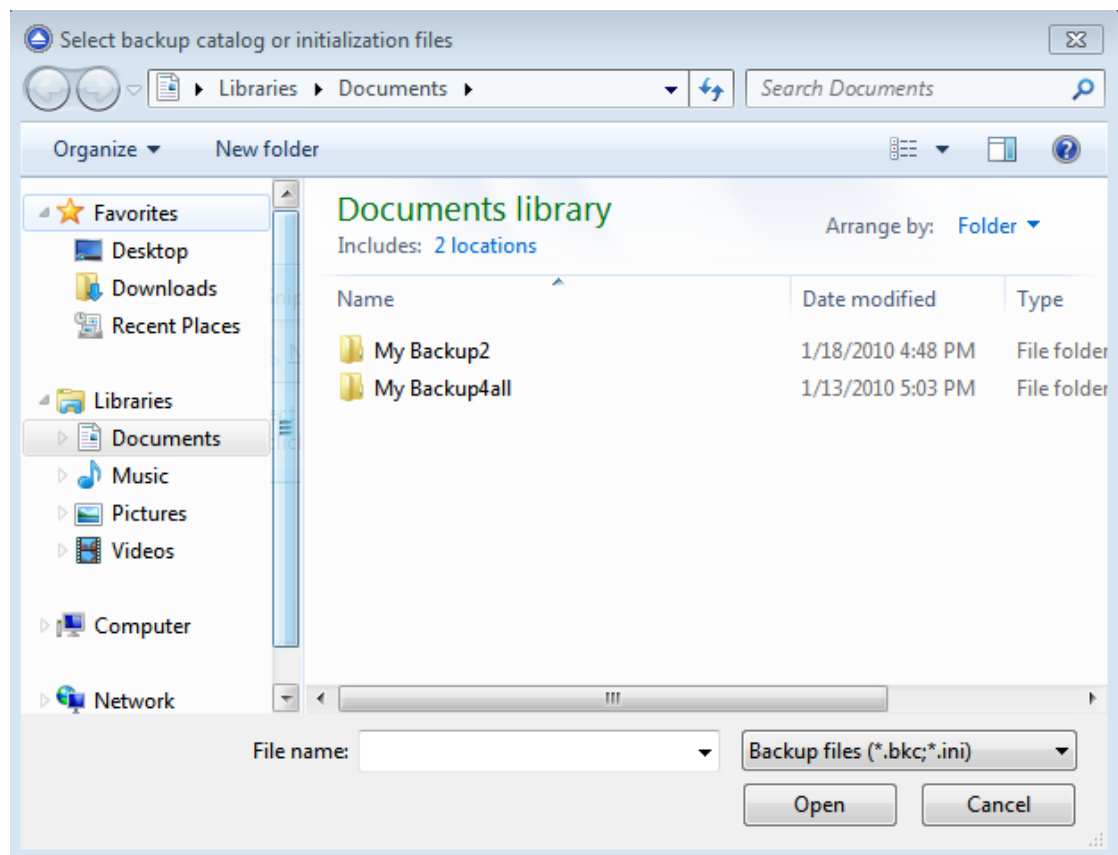 Select backup catalog or initialization files
Libraries Documents
Search Documents
Organize New folder
Favorites
Desktop
Downloads
Recent Places
Libraries
Documents
Music
Pictures
Videos
Computer
Network
Documents library
Includes: 2 locations
Arrange by: Folder
Name Date modified Type
My Backup2 1/18/2010 4:48 PM File folder
My Backup4all 1/13/2010 5:03 PM File folder
File name: Backup files (*.bkc;*.ini)
Open Cancel